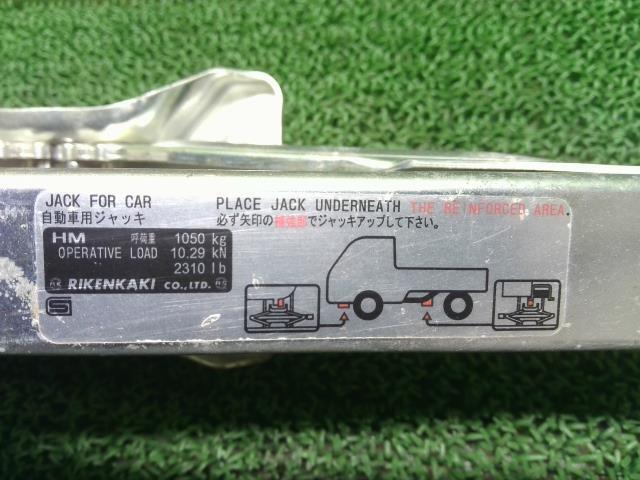 JACK FOR CAR
自動車用ジャッキ
HM 呼荷重 1050 kg
OPERATIVE LOAD 10.29 kN
2310 lb
RIKENKAKI CO.,LTD.
PLACE JACK UNDERNEATH THE REINFORCED AREA.
必ず矢印の補強部でジャッキアップして下さい。